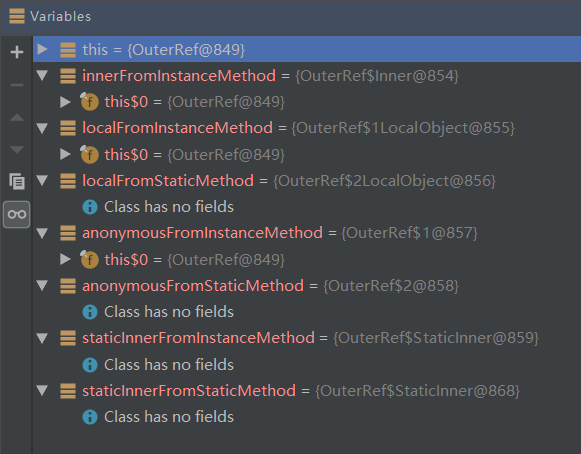 Variables
this = {OuterRef@849}
innerFromInstanceMethod = {OuterRef$Inner@854}
f this$0 = {OuterRef@849}
localFromInstanceMethod = {OuterRef$1LocalObject@855}
f this$0 = {OuterRef@849}
localFromStaticMethod = {OuterRef$2LocalObject@856}
i Class has no fields
anonymousFromInstanceMethod = {OuterRef$1@857}
f this$0 = {OuterRef@849}
anonymousFromStaticMethod = {OuterRef$2@858}
i Class has no fields
staticInnerFromInstanceMethod = {OuterRef$StaticInner@859}
i Class has no fields
staticInnerFromStaticMethod = {OuterRef$StaticInner@868}
i Class has no fields